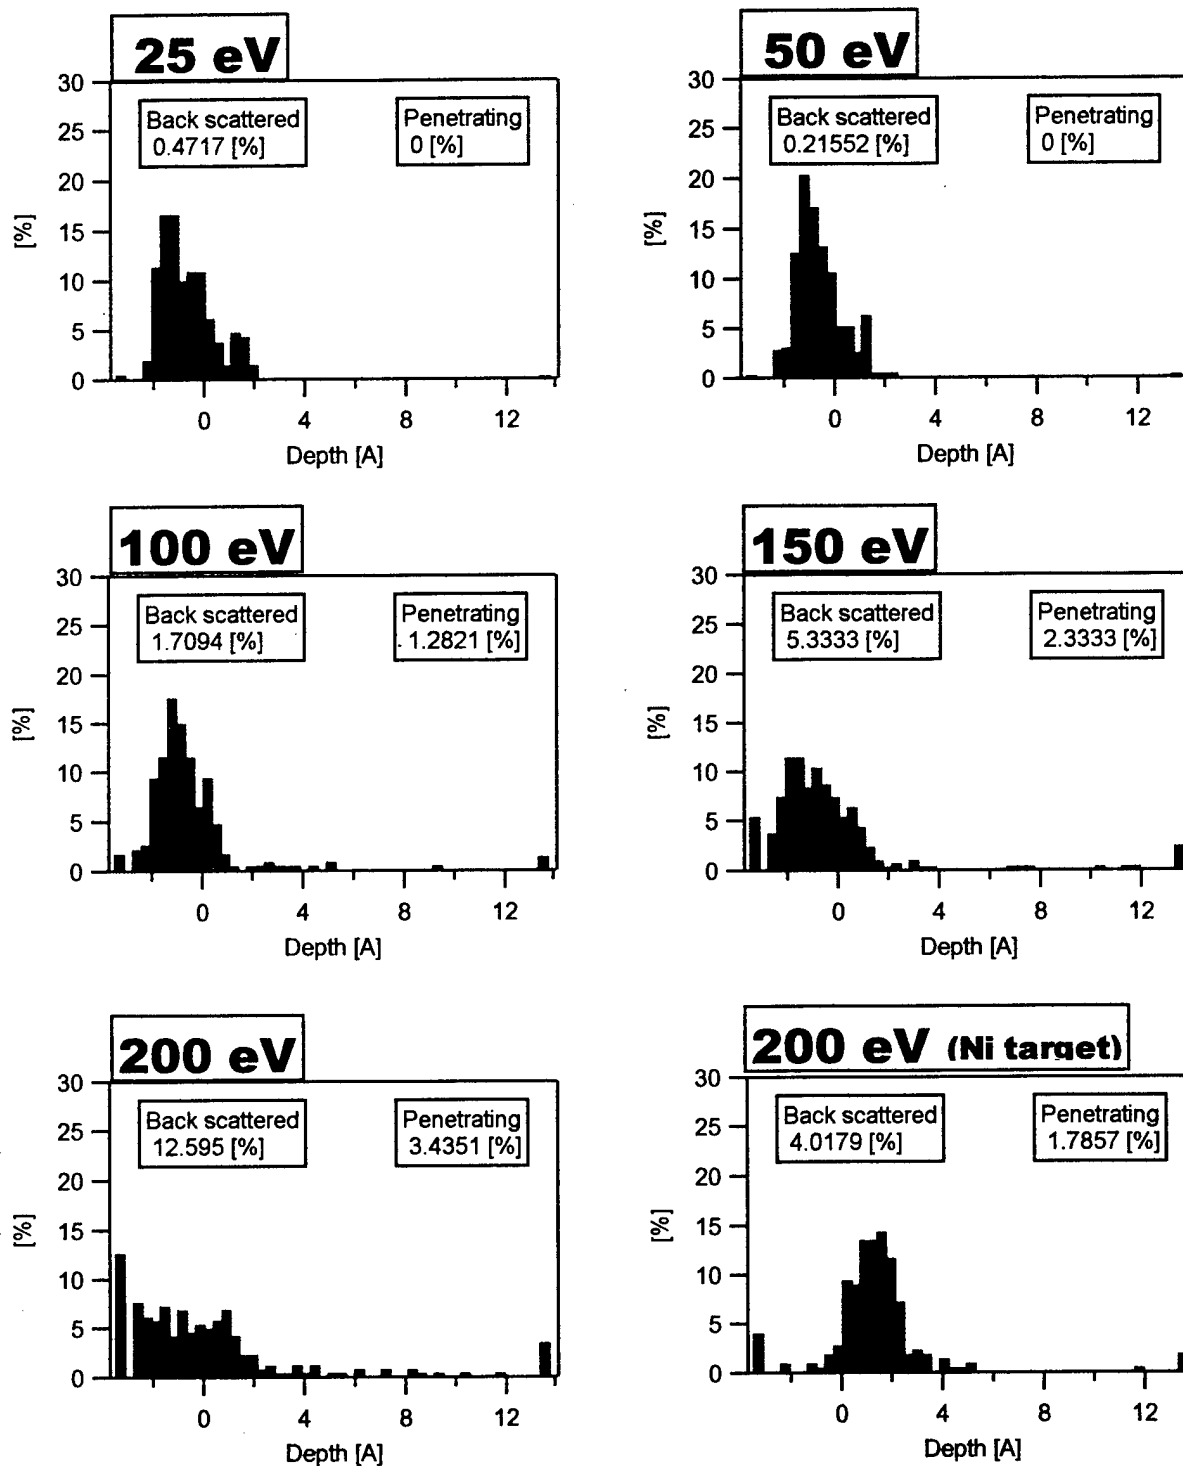 25 eV
50 eV
30
25
20
15
10
5
0
[%]
Back scattered
0.4717 [%]
Penetrating
0 [%]
0 4 8 12
Depth [A]
30
25
20
15
10
5
0
[%]
Back scattered
0.21552 [%]
Penetrating
0 [%]
0 4 8 12
Depth [A]
100 eV
150 eV
30
25
20
15
10
5
0
[%]
Back scattered
1.7094 [%]
Penetrating
1.2821 [%]
0 4 8 12
Depth [A]
30
25
20
15
10
5
0
[%]
Back scattered
5.3333 [%]
Penetrating
2.3333 [%]
0 4 8 12
Depth [A]
200 eV
200 eV (Ni target)
30
25
20
15
10
5
0
[%]
Back scattered
12.595 [%]
Penetrating
3.4351 [%]
0 4 8 12
Depth [A]
30
25
20
15
10
5
0
[%]
Back scattered
4.0179 [%]
Penetrating
1.7857 [%]
0 4 8 12
Depth [A]